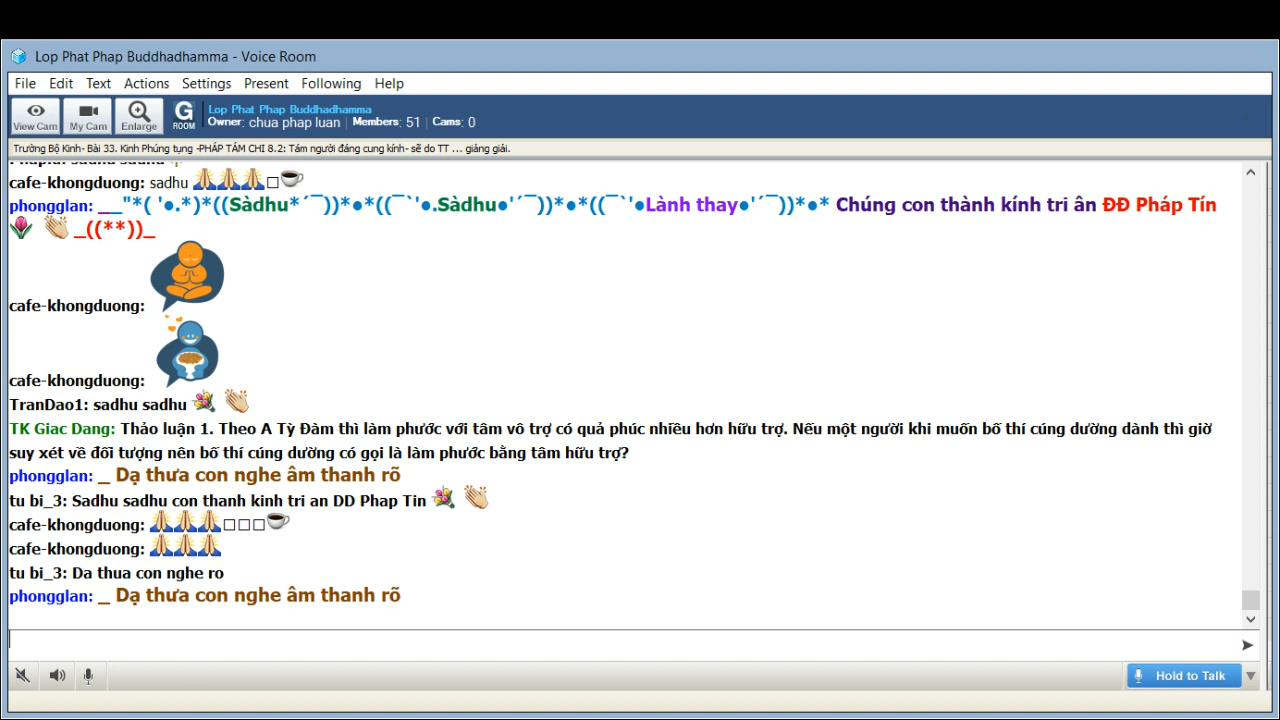 Lop Phat Phap Buddhadhamma - Voice Room
File Edit Text Actions Settings Present Following Help
View Cam My Cam Enlarge G ROOM Lop Phat Phap Buddhadhamma
Owner: chua phap luan | Members: 51 | Cams: 0
Trường Bộ Kinh- Bài 33. Kinh Phúng tụng -PHÁP TÁM CHI 8.2: Tám người đáng cung kính- sẽ do TT ... giảng giải.
cafe-khongduong: sadhu
phongglan: __"*( '●.*)*((Sàdhu*´¯))*●*((¯`'●.Sàdhu●'´¯))*●*((¯`'●Lành thay●'´¯))*●* Chúng con thành kính tri ân ĐĐ Pháp Tín
_((**))_
cafe-khongduong:
cafe-khongduong:
TranDao1: sadhu sadhu
TK Giac Dang: Thảo luận 1. Theo A Tỳ Đàm thì làm phước với tâm vô trợ có quả phúc nhiều hơn hữu trợ. Nếu một người khi muốn bố thí cúng dường dành thì giờ
suy xét về đối tượng nên bố thí cúng dường có gọi là làm phước bằng tâm hữu trợ?
phongglan: _ Dạ thưa con nghe âm thanh rõ
tu bi_3: Sadhu sadhu con thanh kinh tri an DD Phap Tin
cafe-khongduong:
cafe-khongduong:
tu bi_3: Da thua con nghe ro
phongglan: _ Dạ thưa con nghe âm thanh rõ
Hold to Talk